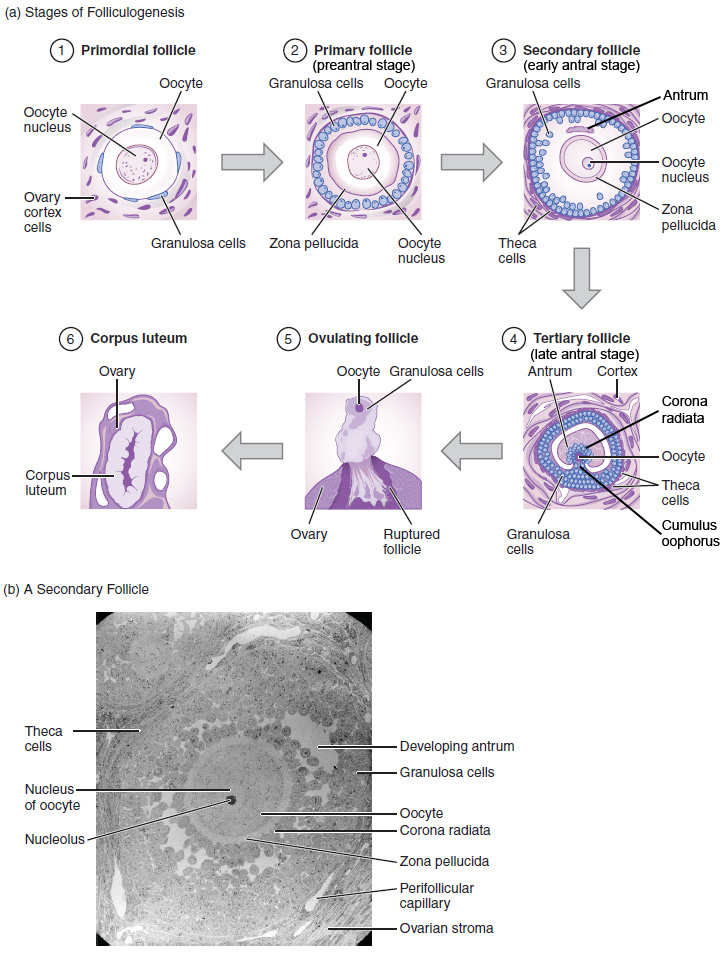 (a) Stages of Folliculogenesis
1 Primordial follicle
Oocyte
Oocyte
nucleus
Ovary
cortex
cells
Granulosa cells
2 Primary follicle
(preantral stage)
Granulosa cells
Oocyte
Zona pellucida
Oocyte
nucleus
3 Secondary follicle
(early antral stage)
Granulosa cells
Antrum
Oocyte
Oocyte
nucleus
Zona
pellucida
Theca
cells
6 Corpus luteum
Ovary
Corpus
luteum
5 Ovulating follicle
Oocyte
Granulosa cells
Ovary
Ruptured
follicle
4 Tertiary follicle
(late antral stage)
Antrum
Cortex
Corona
radiata
Oocyte
Theca
cells
Cumulus
oophorus
Granulosa
cells
(b) A Secondary Follicle
Theca
cells
Nucleus
of oocyte
Nucleolus
Developing antrum
Granulosa cells
Oocyte
Corona radiata
Zona pellucida
Perifollicular
capillary
Ovarian stroma